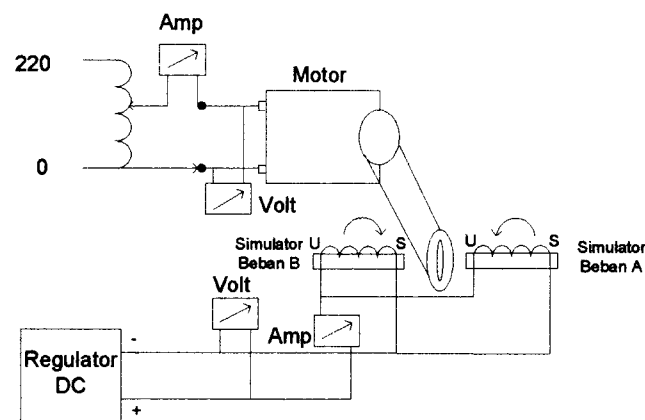 Amp
220
Motor
0
Volt
U
S
U
S
Simulator
Beban B
Simulator
Beban A
Volt
Amp
Regulator
DC
-
+